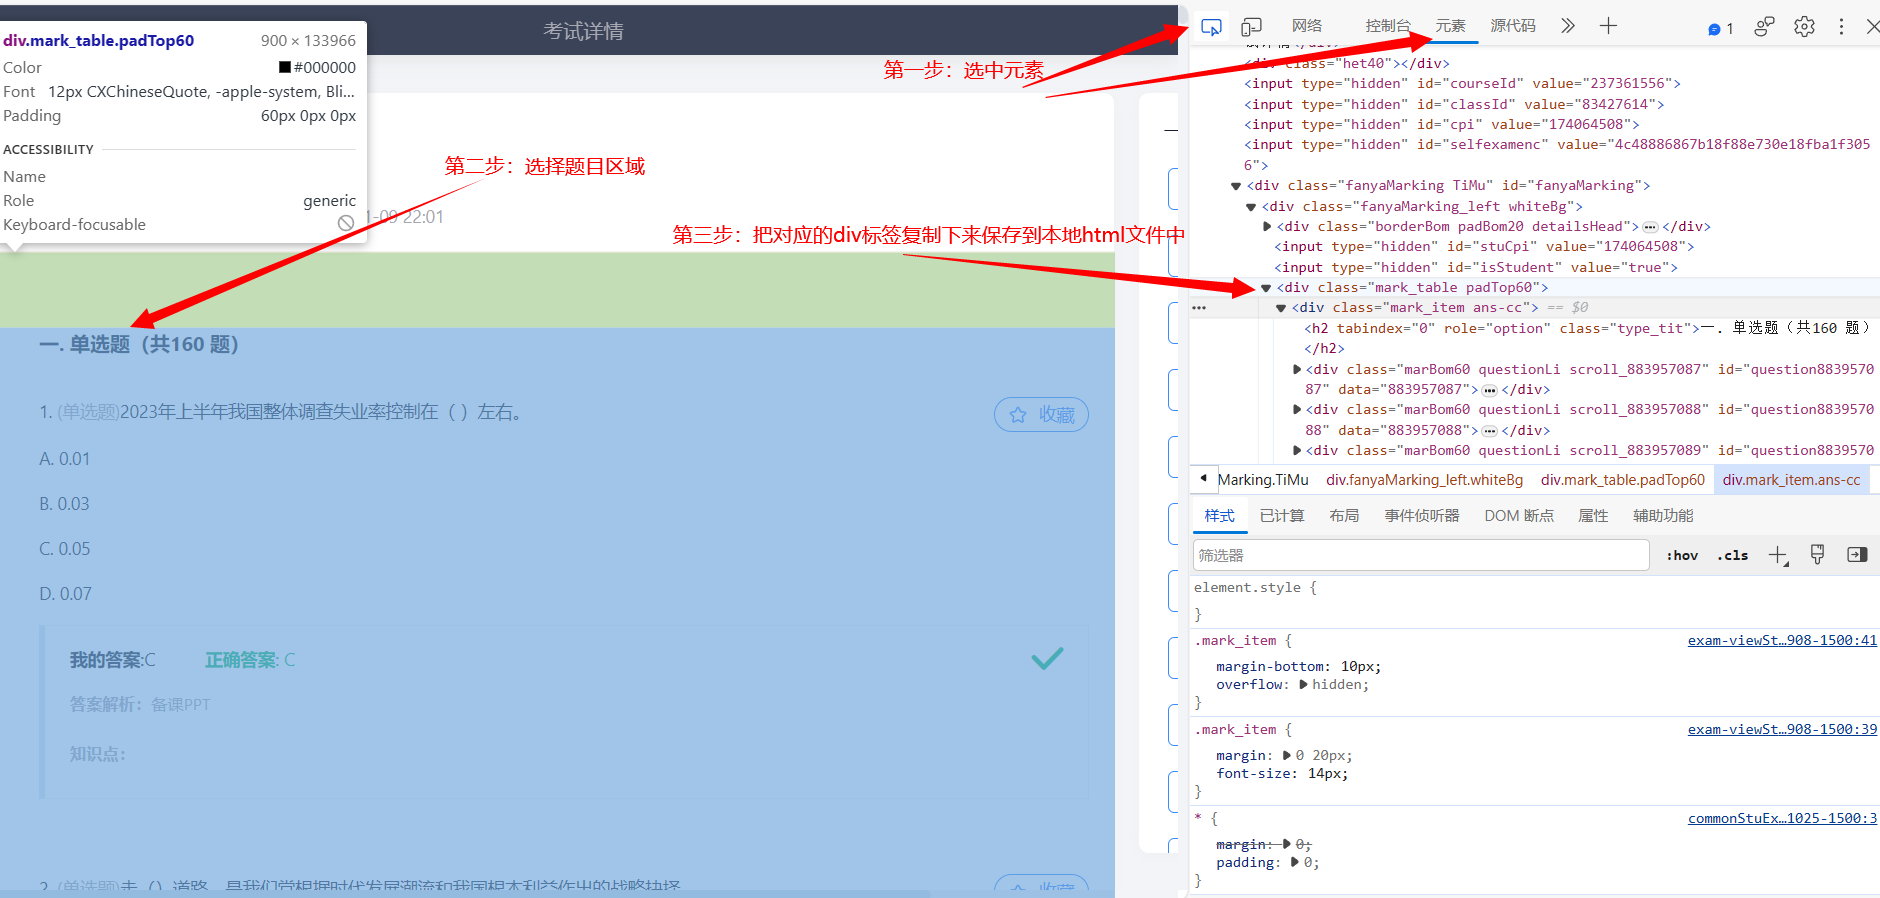 考试详情
div.mark_table.padTop60 900 × 133966
Color #000000
Font 12px CXChineseQuote, -apple-system, Bli...
Padding 60px 0px 0px
ACCESSIBILITY
Name
Role generic
Keyboard-focusable
1-09 22:01
第一步：选中元素
第二步：选择题目区域
第三步：把对应的div标签复制下来保存到本地html文件中
一. 单选题（共160 题）
1. (单选题)2023年上半年我国整体调查失业率控制在（ ）左右。
收藏
A. 0.01
B. 0.03
C. 0.05
D. 0.07
我的答案:C 正确答案: C
答案解析：备课PPT
知识点：
2. (单选题)走（）道路，是我们党根据时代发展潮流和我国根本利益作出的战略抉择
收藏
网络 控制台 元素 源代码 1
试详情</div>
<div class="het40"></div>
<input type="hidden" id="courseId" value="237361556">
<input type="hidden" id="classId" value="83427614">
<input type="hidden" id="cpi" value="174064508">
<input type="hidden" id="selfexamenc" value="4c48886867b18f88e730e18fba1f305
6">
<div class="fanyaMarking TiMu" id="fanyaMarking">
<div class="fanyaMarking_left whiteBg">
<div class="borderBom padBom20 detailsHead">…</div>
<input type="hidden" id="stuCpi" value="174064508">
<input type="hidden" id="isStudent" value="true">
<div class="mark_table padTop60">
<div class="mark_item ans-cc"> == $0
<h2 tabindex="0" role="option" class="type_tit">一. 单选题（共160 题）
</h2>
<div class="marBom60 questionLi scroll_883957087" id="question8839570
87" data="883957087">…</div>
<div class="marBom60 questionLi scroll_883957088" id="question8839570
88" data="883957088">…</div>
<div class="marBom60 questionLi scroll_883957089" id="question8839570
Marking.TiMu div.fanyaMarking_left.whiteBg div.mark_table.padTop60 div.mark_item.ans-cc
样式 已计算 布局 事件侦听器 DOM 断点 属性 辅助功能
筛选器 :hov .cls
element.style {
}
.mark_item { exam-viewSt…908-1500:41
margin-bottom: 10px;
overflow: hidden;
}
.mark_item { exam-viewSt…908-1500:39
margin: 0 20px;
font-size: 14px;
}
* { commonStuEx…1025-1500:3
margin: 0;
padding: 0;
}